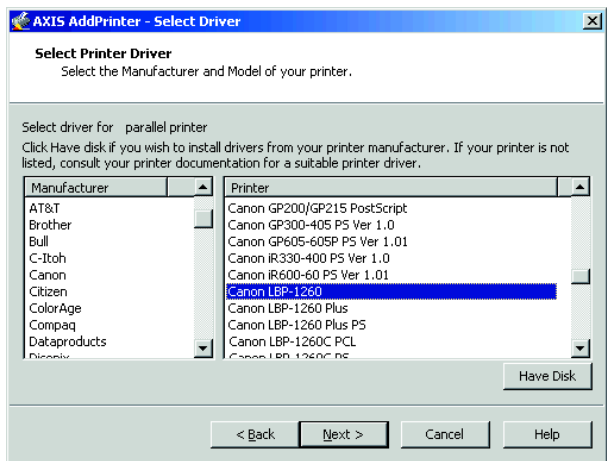 AXIS AddPrinter - Select Driver
Select Printer Driver
Select the Manufacturer and Model of your printer.
Select driver for parallel printer
Click Have disk if you wish to install drivers from your printer manufacturer. If your printer is not
listed, consult your printer documentation for a suitable printer driver.
Manufacturer
AT&T
Brother
Bull
C-Itoh
Canon
Citizen
ColorAge
Compaq
Dataproducts
Printer
Canon GP200/GP215 PostScript
Canon GP300-405 PS Ver 1.0
Canon GP605-605P PS Ver 1.01
Canon iR330-400 PS Ver 1.0
Canon iR600-60 PS Ver 1.01
Canon LBP-1260
Canon LBP-1260 Plus
Canon LBP-1260 Plus PS
Canon LBP-1260C PCL
Canon LBP-1260C PS
Have Disk
< Back
Next >
Cancel
Help